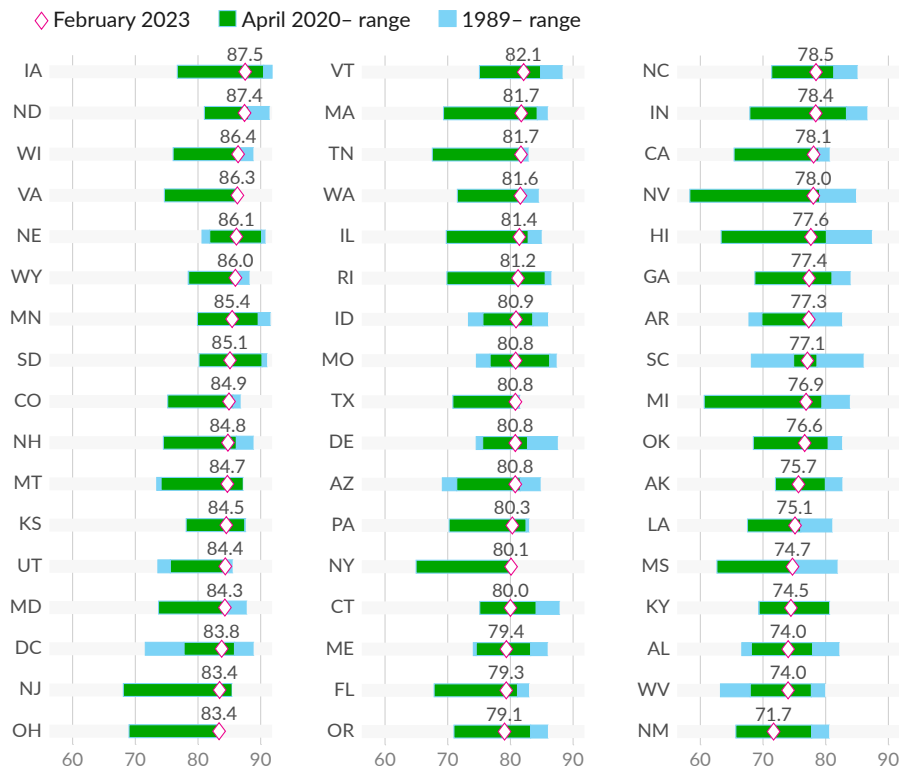 February 2023 April 2020– range 1989– range
IA 87.5
ND 87.4
WI 86.4
VA 86.3
NE 86.1
WY 86.0
MN 85.4
SD 85.1
CO 84.9
NH 84.8
MT 84.7
KS 84.5
UT 84.4
MD 84.3
DC 83.8
NJ 83.4
OH 83.4
60 70 80 90
VT 82.1
MA 81.7
TN 81.7
WA 81.6
IL 81.4
RI 81.2
ID 80.9
MO 80.8
TX 80.8
DE 80.8
AZ 80.8
PA 80.3
NY 80.1
CT 80.0
ME 79.4
FL 79.3
OR 79.1
60 70 80 90
NC 78.5
IN 78.4
CA 78.1
NV 78.0
HI 77.6
GA 77.4
AR 77.3
SC 77.1
MI 76.9
OK 76.6
AK 75.7
LA 75.1
MS 74.7
KY 74.5
AL 74.0
WV 74.0
NM 71.7
60 70 80 90